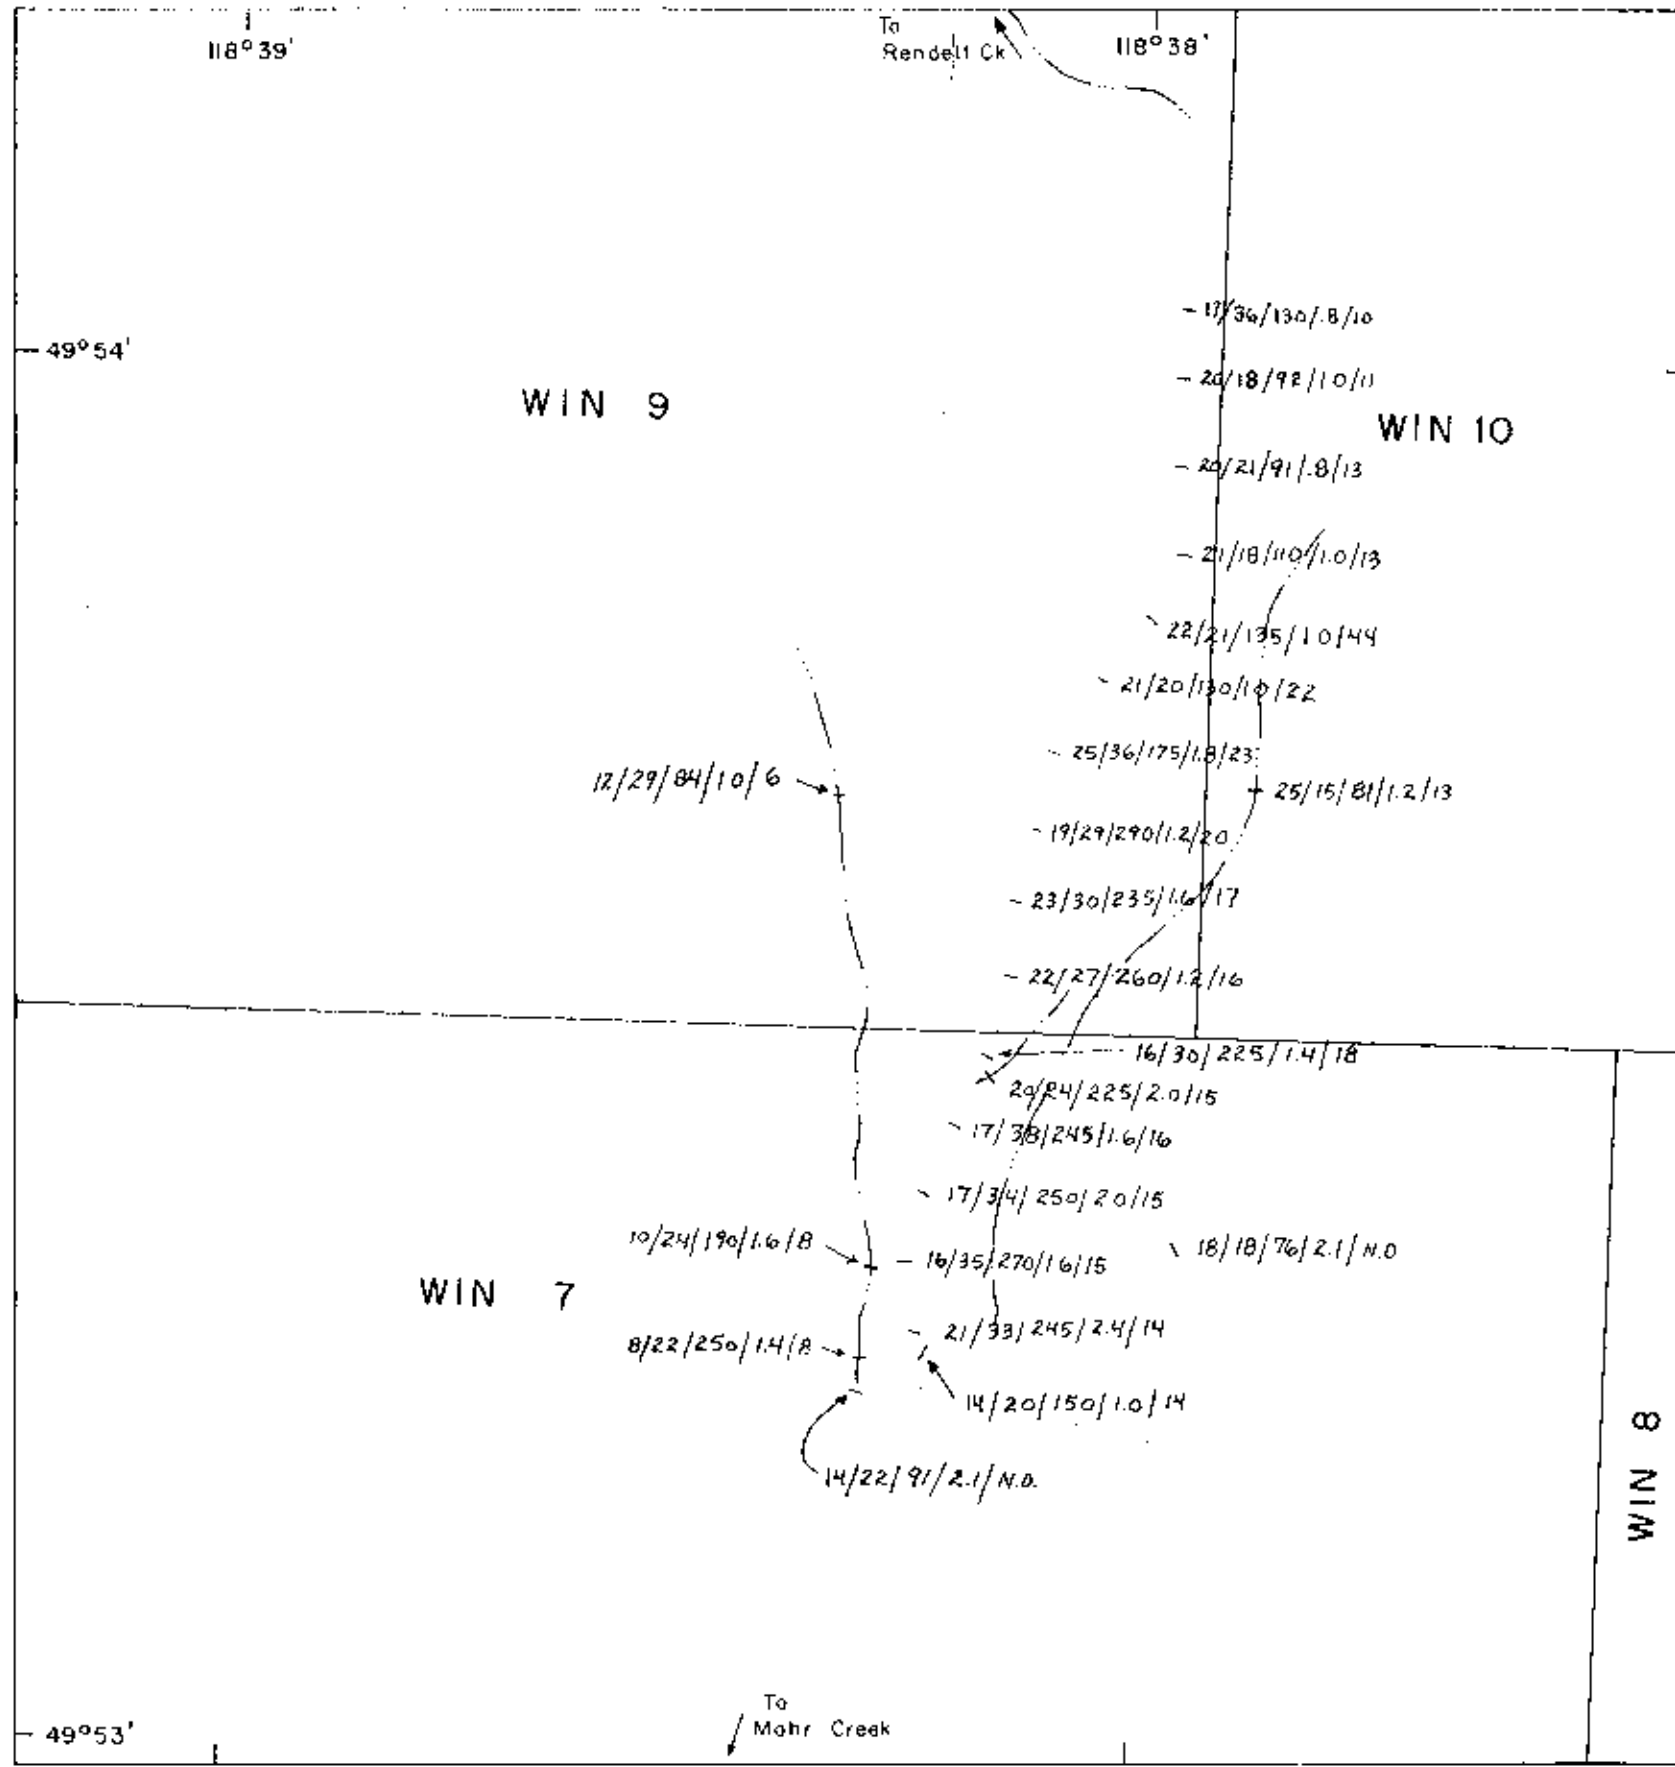 118°39'
To
Rendell Ck
118°38'
17/36/130/.8/10
49°54'
20/18/92/1.0/11
WIN 9
WIN 10
20/21/91/.8/13
21/18/110/1.0/13
22/21/135/1.0/44
21/20/130/1.0/22
25/36/175/1.8/23
12/29/84/1.0/6
25/15/81/1.2/13
19/29/290/1.2/20
23/30/235/1.6/17
22/27/260/1.2/16
16/30/225/1.4/18
20/24/225/2.0/15
17/38/245/1.6/16
17/34/250/2.0/15
10/24/190/1.6/8
18/18/76/2.1/N.D
16/35/270/1.6/15
WIN 7
21/33/245/2.4/14
8/22/250/1.4/8
14/20/150/1.0/14
WIN 8
14/22/91/2.1/N.D.
To
Mohr Creek
49°53'